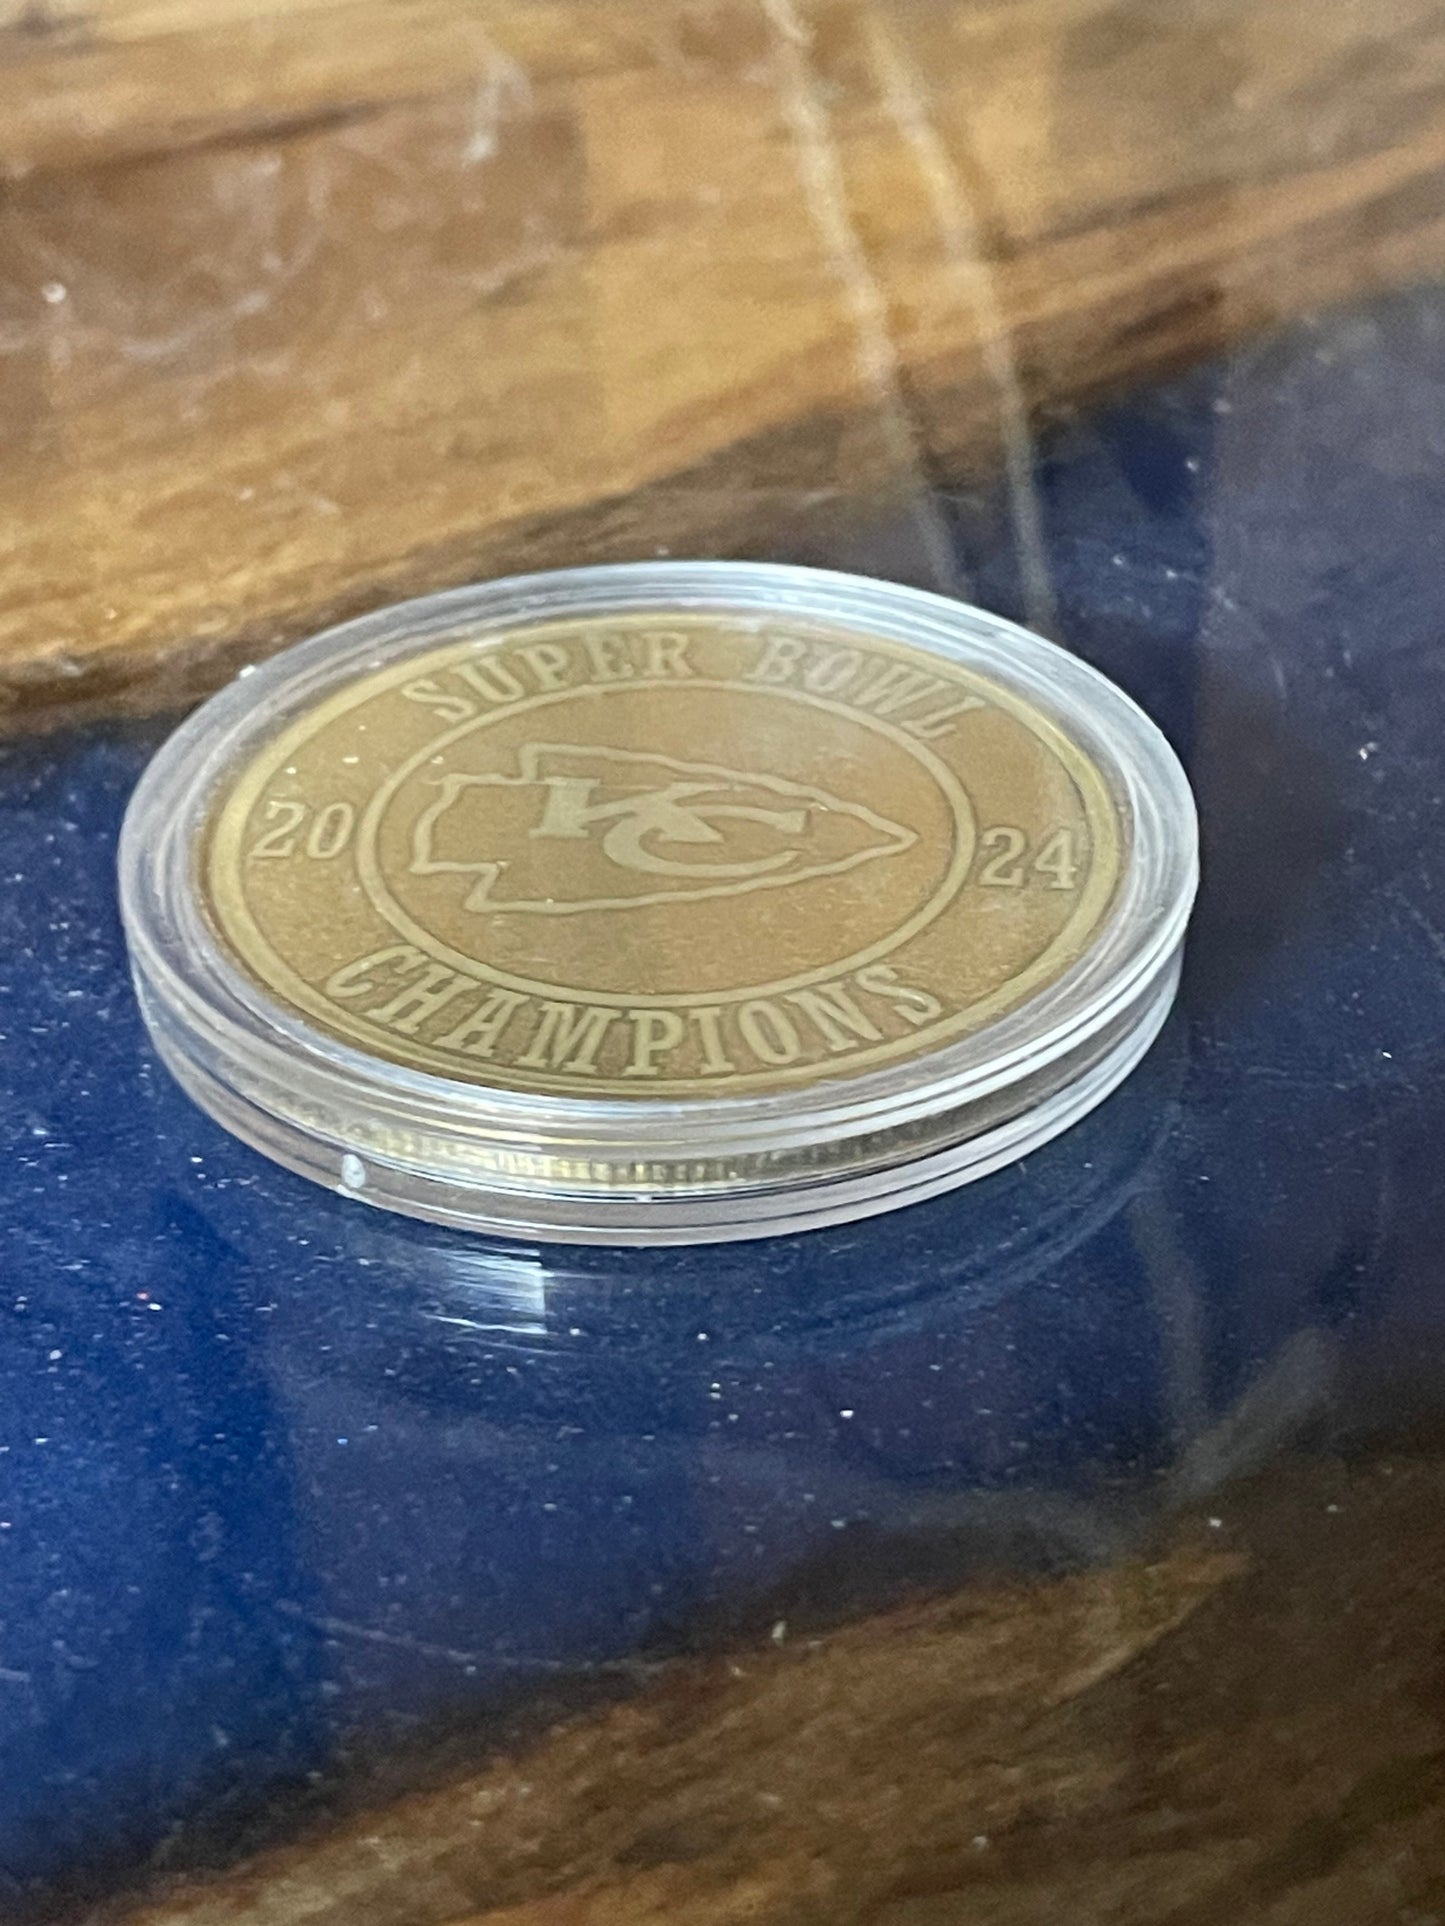 SUPER BOWL
20 24
KC
CHAMPIONS